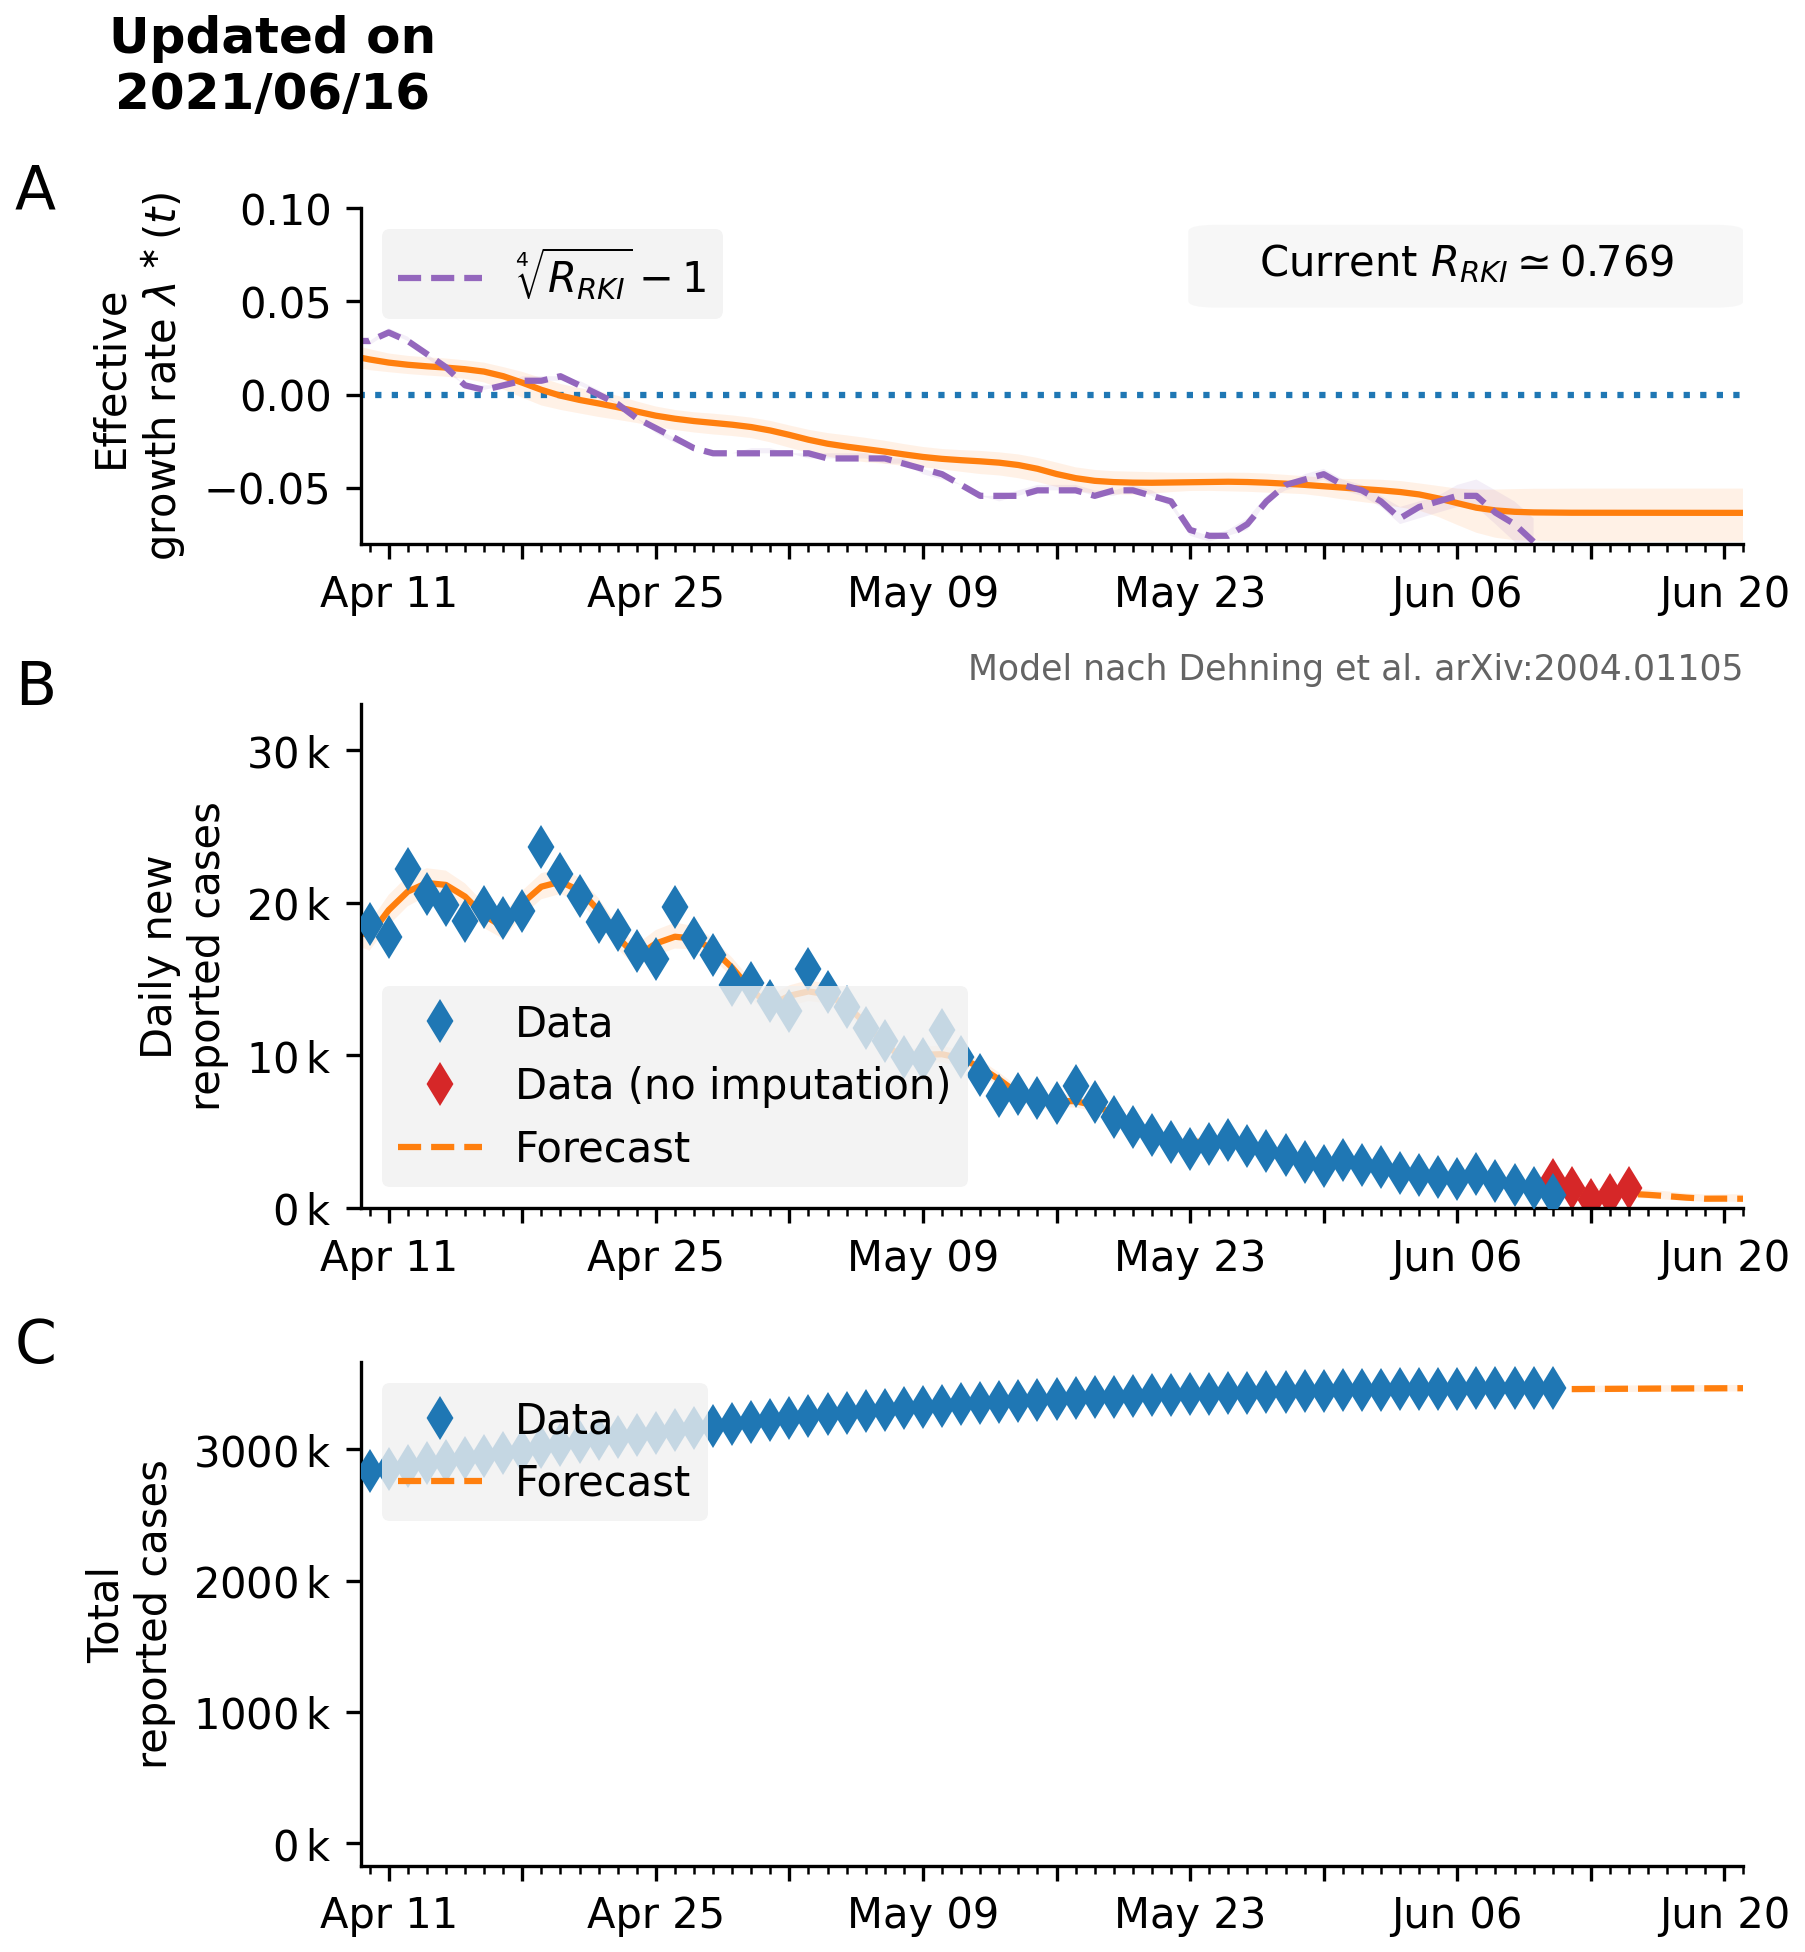 Updated on
2021/06/16
A
Effective
growth rate λ * (t)
0.10
0.05
0.00
−0.05
∜R_RKI − 1
Current R_RKI ≃ 0.769
Apr 11
Apr 25
May 09
May 23
Jun 06
Jun 20
Model nach Dehning et al. arXiv:2004.01105
B
Daily new
reported cases
30 k
20 k
10 k
0 k
Data
Data (no imputation)
Forecast
Apr 11
Apr 25
May 09
May 23
Jun 06
Jun 20
C
Total
reported cases
3000 k
2000 k
1000 k
0 k
Data
Forecast
Apr 11
Apr 25
May 09
May 23
Jun 06
Jun 20